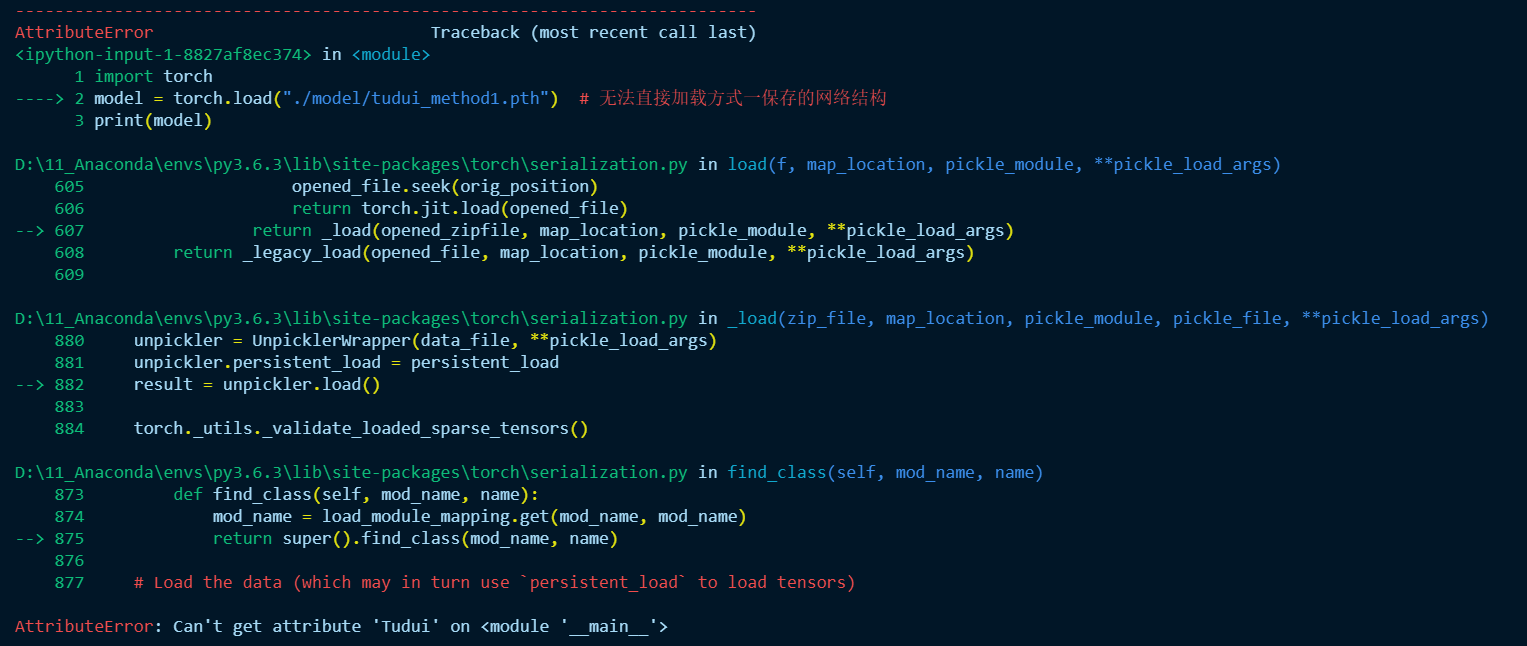 ---------------------------------------------------------------------------
AttributeError                            Traceback (most recent call last)
<ipython-input-1-8827af8ec374> in <module>
      1 import torch
----> 2 model = torch.load("./model/tudui_method1.pth")  # 无法直接加载方式一保存的网络结构
      3 print(model)

D:\11_Anaconda\envs\py3.6.3\lib\site-packages\torch\serialization.py in load(f, map_location, pickle_module, **pickle_load_args)
    605                     opened_file.seek(orig_position)
    606                     return torch.jit.load(opened_file)
--> 607                 return _load(opened_zipfile, map_location, pickle_module, **pickle_load_args)
    608         return _legacy_load(opened_file, map_location, pickle_module, **pickle_load_args)
    609

D:\11_Anaconda\envs\py3.6.3\lib\site-packages\torch\serialization.py in _load(zip_file, map_location, pickle_module, pickle_file, **pickle_load_args)
    880     unpickler = UnpicklerWrapper(data_file, **pickle_load_args)
    881     unpickler.persistent_load = persistent_load
--> 882     result = unpickler.load()
    883
    884     torch._utils._validate_loaded_sparse_tensors()

D:\11_Anaconda\envs\py3.6.3\lib\site-packages\torch\serialization.py in find_class(self, mod_name, name)
    873         def find_class(self, mod_name, name):
    874             mod_name = load_module_mapping.get(mod_name, mod_name)
--> 875             return super().find_class(mod_name, name)
    876
    877     # Load the data (which may in turn use `persistent_load` to load tensors)

AttributeError: Can't get attribute 'Tudui' on <module '__main__'>